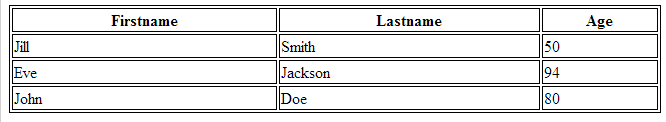 Firstname Lastname Age
Jill Smith 50
Eve Jackson 94
John Doe 80